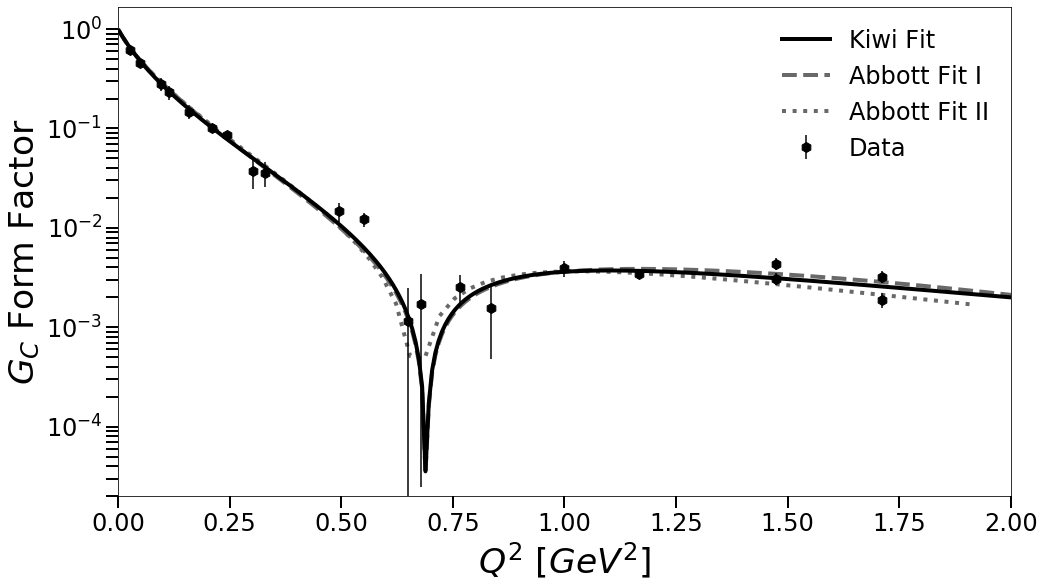 Kiwi Fit
Abbott Fit I
Abbott Fit II
Data
G_C Form Factor
10^0
10^-1
10^-2
10^-3
10^-4
0.00 0.25 0.50 0.75 1.00 1.25 1.50 1.75 2.00
Q^2 [GeV^2]